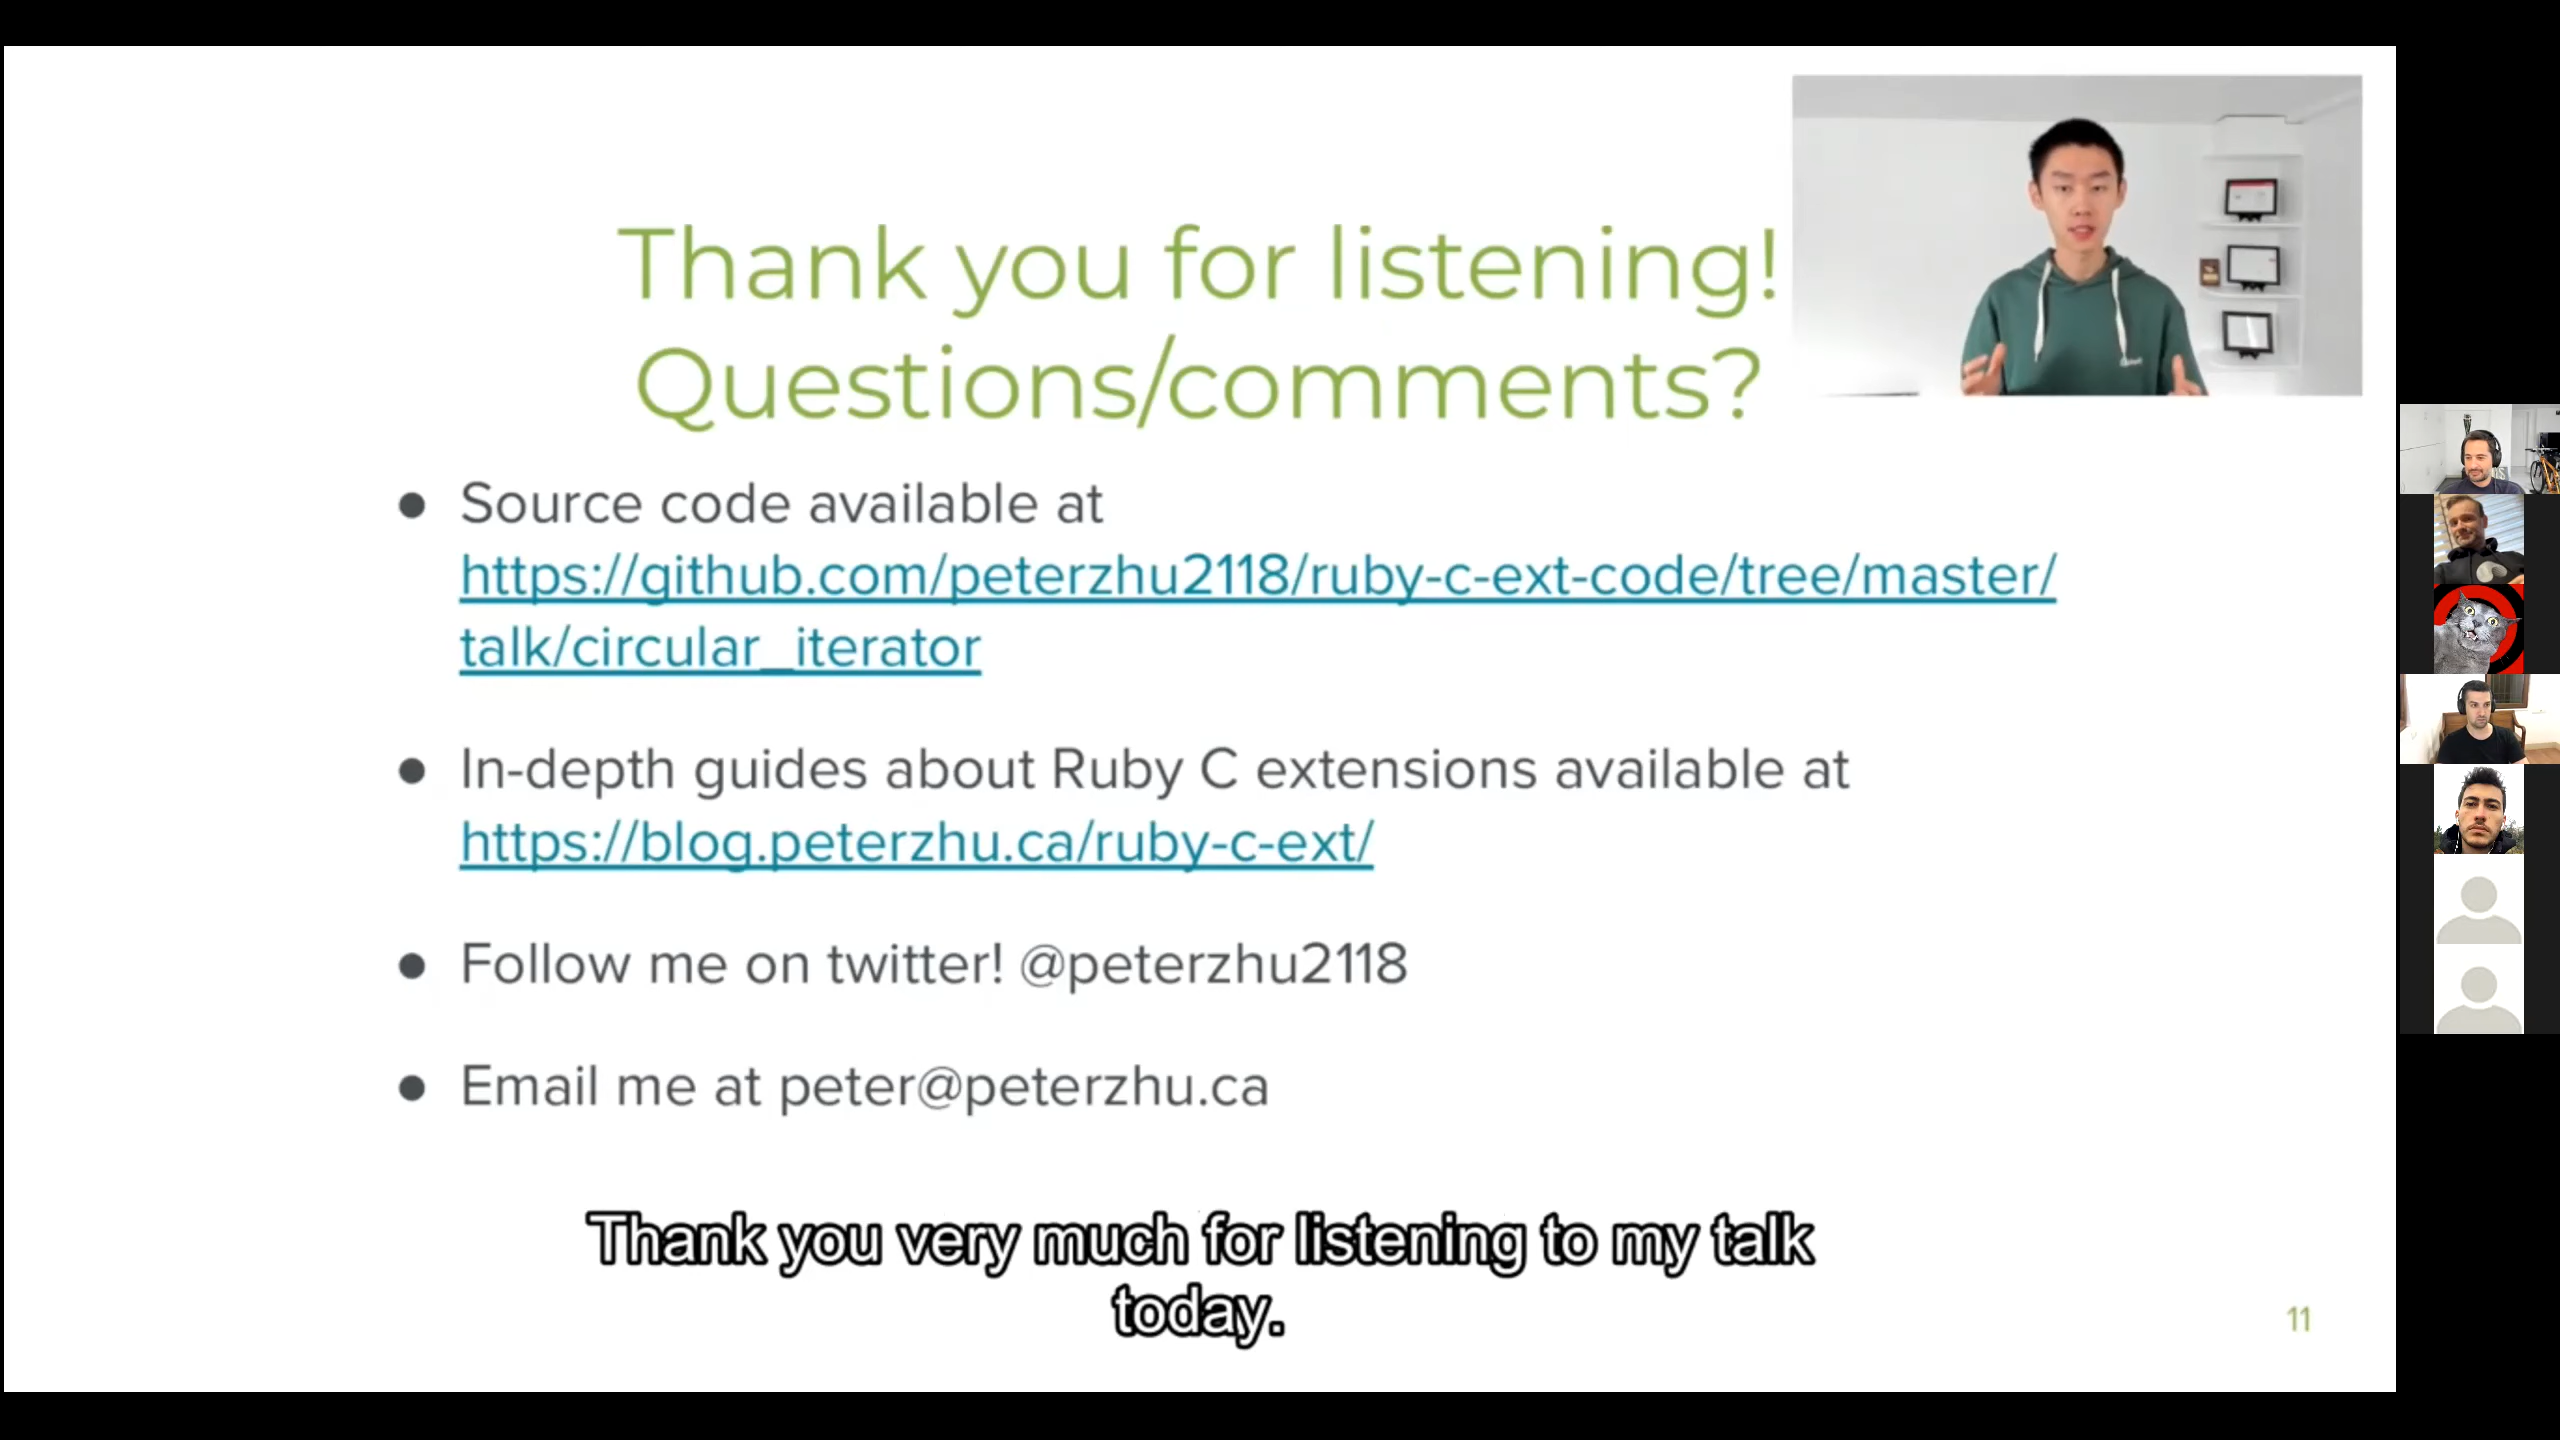 Thank you for listening!
Questions/comments?
● Source code available at
https://github.com/peterzhu2118/ruby-c-ext-code/tree/master/
talk/circular_iterator
● In-depth guides about Ruby C extensions available at
https://blog.peterzhu.ca/ruby-c-ext/
● Follow me on twitter! @peterzhu2118
● Email me at peter@peterzhu.ca
Thank you very much for listening to my talk
today.
11